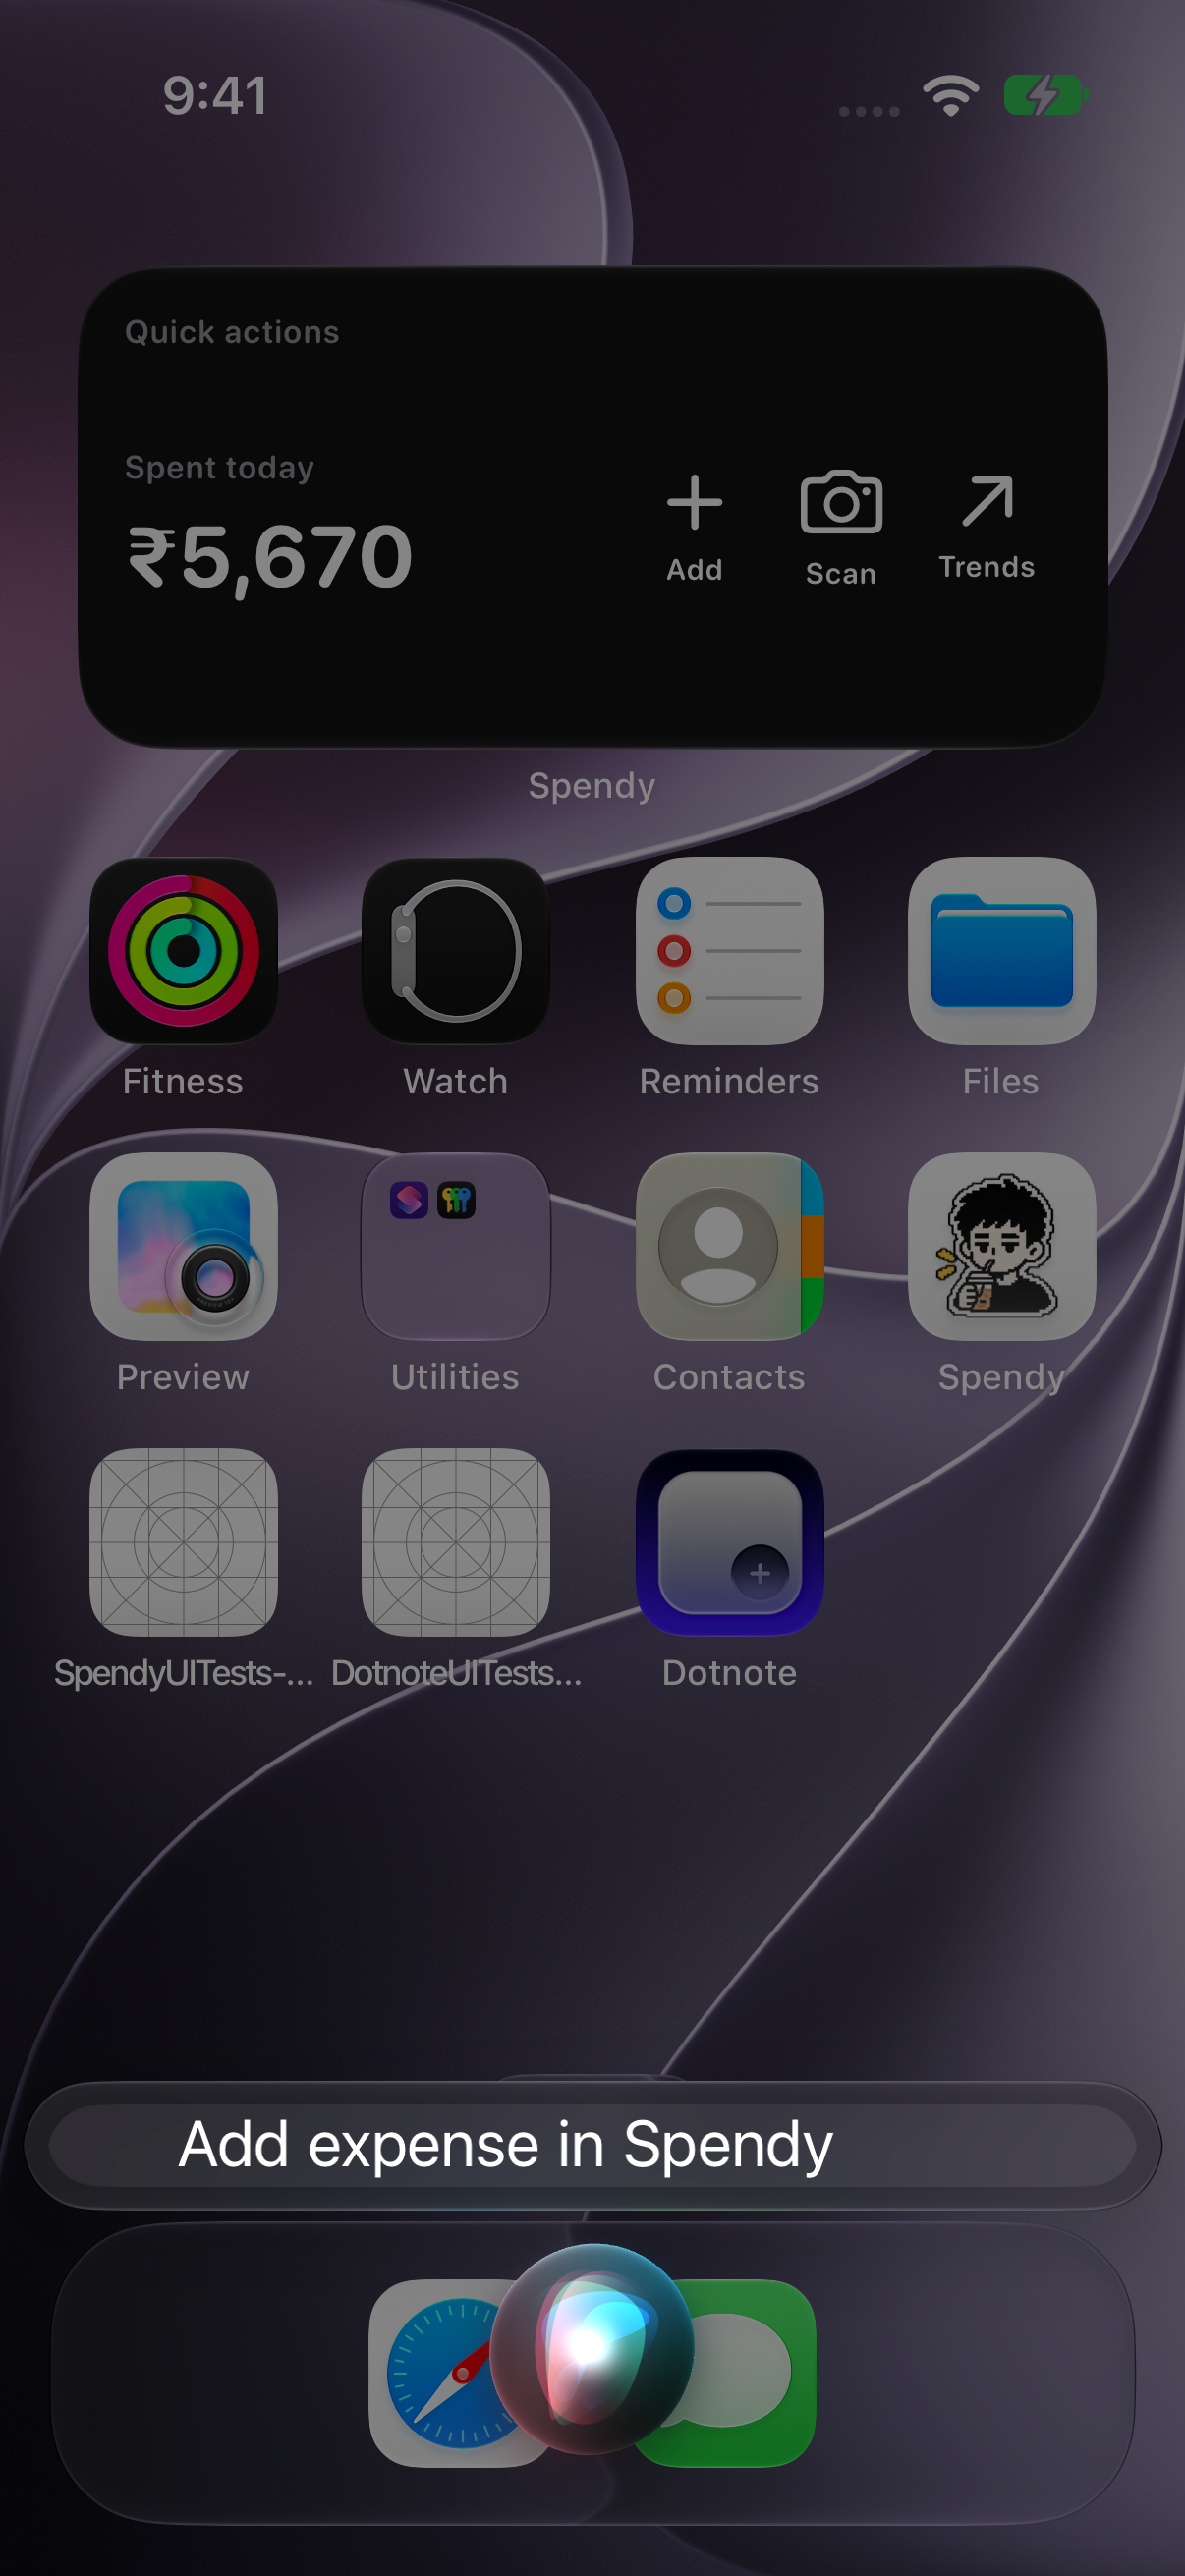 9:41
Quick actions
Spent today
₹5,670
Add
Scan
Trends
Spendy
Fitness
Watch
Reminders
Files
Preview
Utilities
Contacts
Spendy
SpendyUITests-...
DotnoteUITests...
Dotnote
Add expense in Spendy